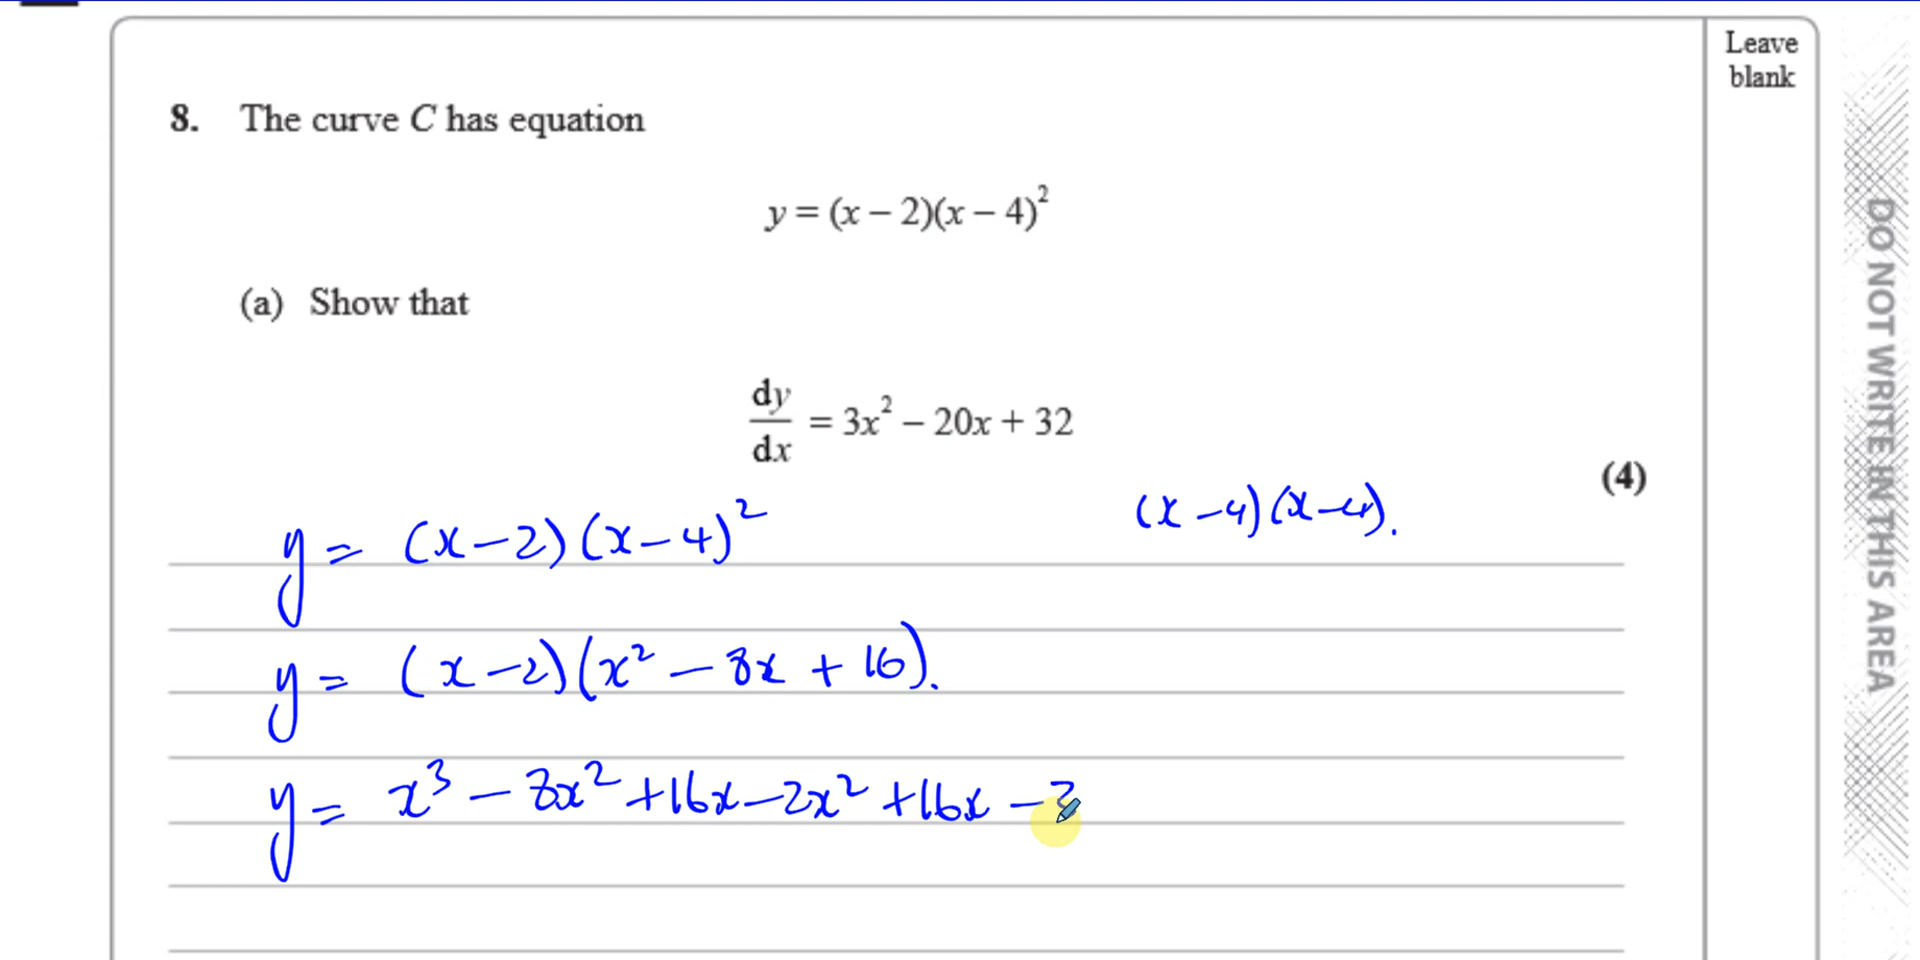 Leave
blank
8. The curve C has equation
y = (x – 2)(x – 4)²
(a) Show that
dy/dx = 3x² – 20x + 32
(4)
(x – 4)(x – 4).
y = (x – 2)(x – 4)²
y = (x – 2)(x² – 8x + 16).
y = x³ – 8x² + 16x – 2x² + 16x – 3
DO NOT WRITE IN THIS AREA